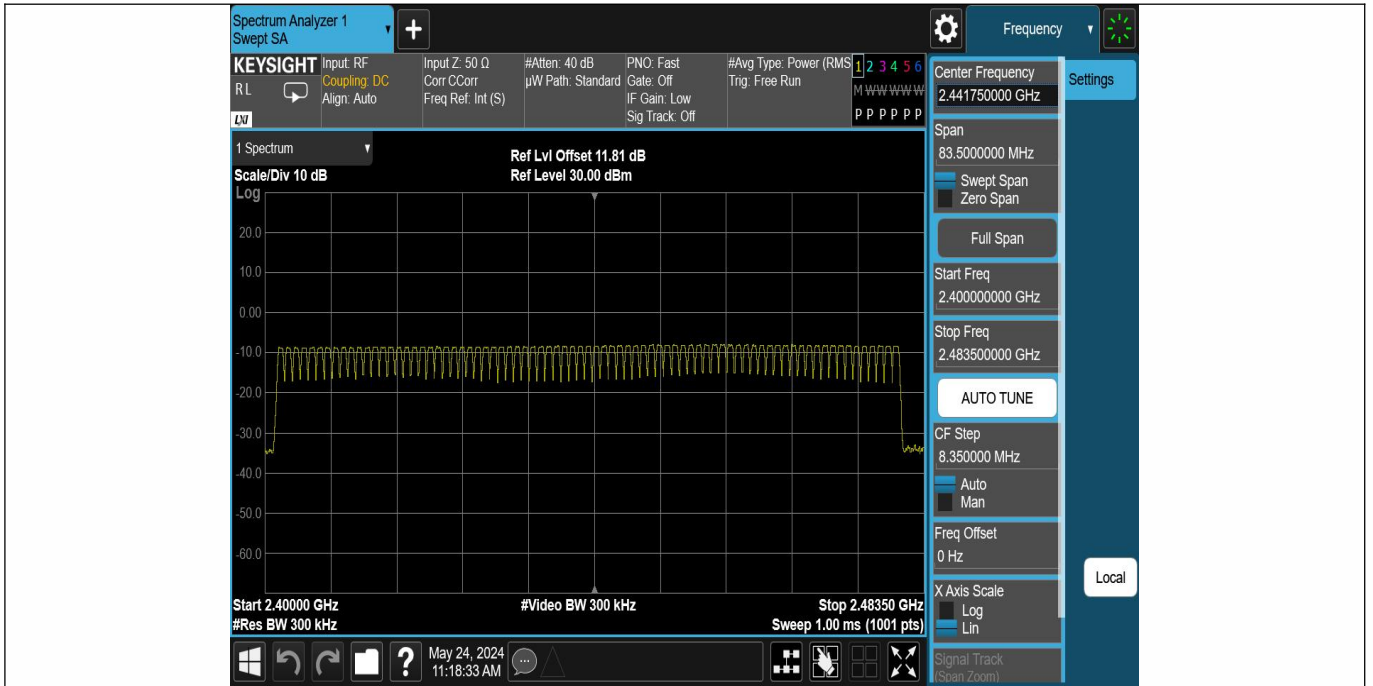 Spectrum Analyzer 1
Swept SA
+
Frequency
KEYSIGHT
RL
LXI
Input: RF
Coupling: DC
Align: Auto
Input Z: 50 Ω
Corr CCorr
Freq Ref: Int (S)
#Atten: 40 dB
µW Path: Standard
PNO: Fast
Gate: Off
IF Gain: Low
Sig Track: Off
#Avg Type: Power (RMS
Trig: Free Run
1 2 3 4 5 6
M W W W W W
P P P P P P
1 Spectrum
Scale/Div 10 dB
Ref Lvl Offset 11.81 dB
Ref Level 30.00 dBm
Log
20.0
10.0
0.00
-10.0
-20.0
-30.0
-40.0
-50.0
-60.0
Start 2.40000 GHz
#Video BW 300 kHz
Stop 2.48350 GHz
#Res BW 300 kHz
Sweep 1.00 ms (1001 pts)
?
May 24, 2024
11:18:33 AM
Center Frequency
2.441750000 GHz
Settings
Span
83.5000000 MHz
Swept Span
Zero Span
Full Span
Start Freq
2.400000000 GHz
Stop Freq
2.483500000 GHz
AUTO TUNE
CF Step
8.350000 MHz
Auto
Man
Freq Offset
0 Hz
Local
X Axis Scale
Log
Lin
Signal Track
(Span Zoom)